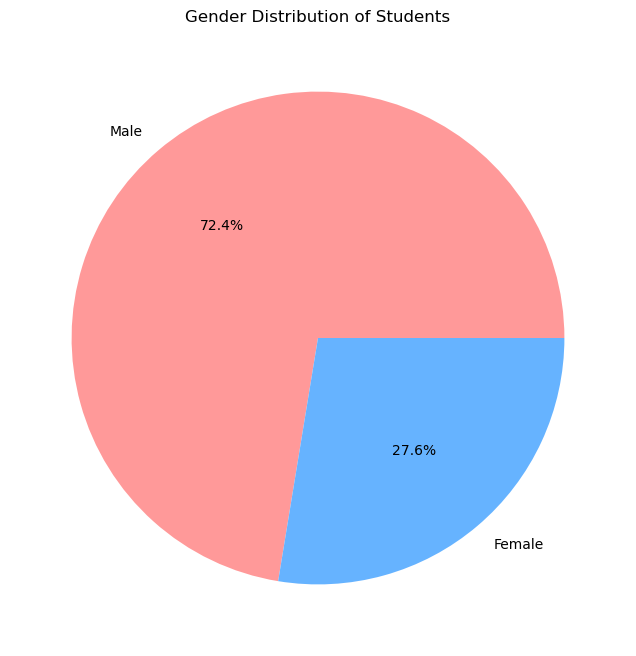 Gender Distribution of Students
Male
72.4%
27.6%
Female